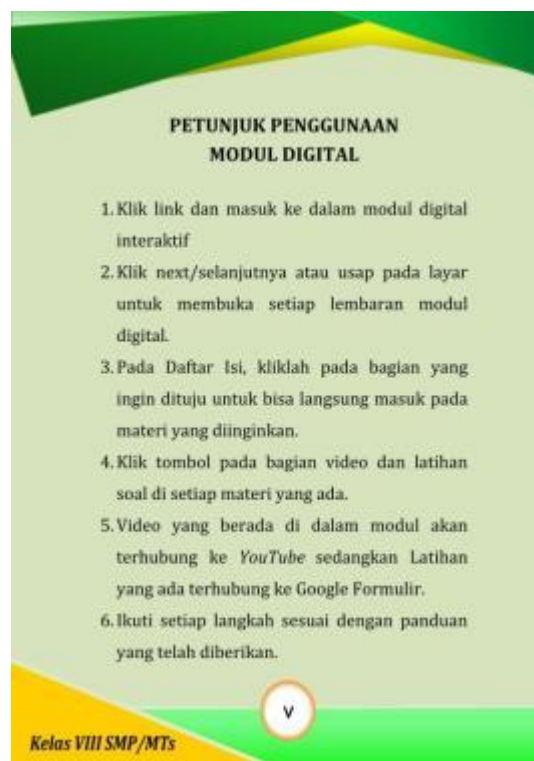 PETUNJUK PENGGUNAAN
MODUL DIGITAL
1. Klik link dan masuk ke dalam modul digital
interaktif
2. Klik next/selanjutnya atau usap pada layar
untuk membuka setiap lembaran modul
digital.
3. Pada Daftar Isi, kliklah pada bagian yang
ingin dituju untuk bisa langsung masuk pada
materi yang diinginkan.
4. Klik tombol pada bagian video dan latihan
soal di setiap materi yang ada.
5. Video yang berada di dalam modul akan
terhubung ke YouTube sedangkan Latihan
yang ada terhubung ke Google Formulir.
6. Ikuti setiap langkah sesuai dengan panduan
yang telah diberikan.
V
Kelas VIII SMP/MTs